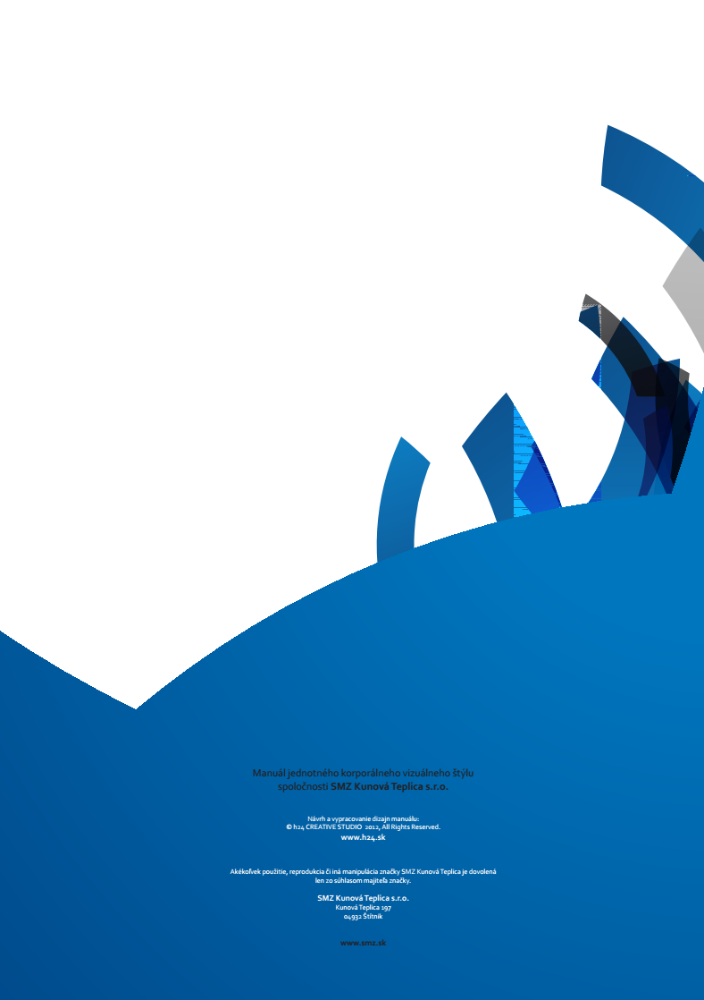 Manuál jednotného korporálneho vizuálneho štýlu
spoločnosti SMZ Kunová Teplica s.r.o.
Návrh a vypracovanie dizajn manuálu:
© h24 CREATIVE STUDIO 2012, All Rights Reserved.
www.h24.sk
Akékoľvek použitie, reprodukcia či iná manipulácia značky SMZ Kunová Teplica je dovolená
len zo súhlasom majiteľa značky.
SMZ Kunová Teplica s.r.o.
Kunová Teplica 197
04932 Štítnik
www.smz.sk